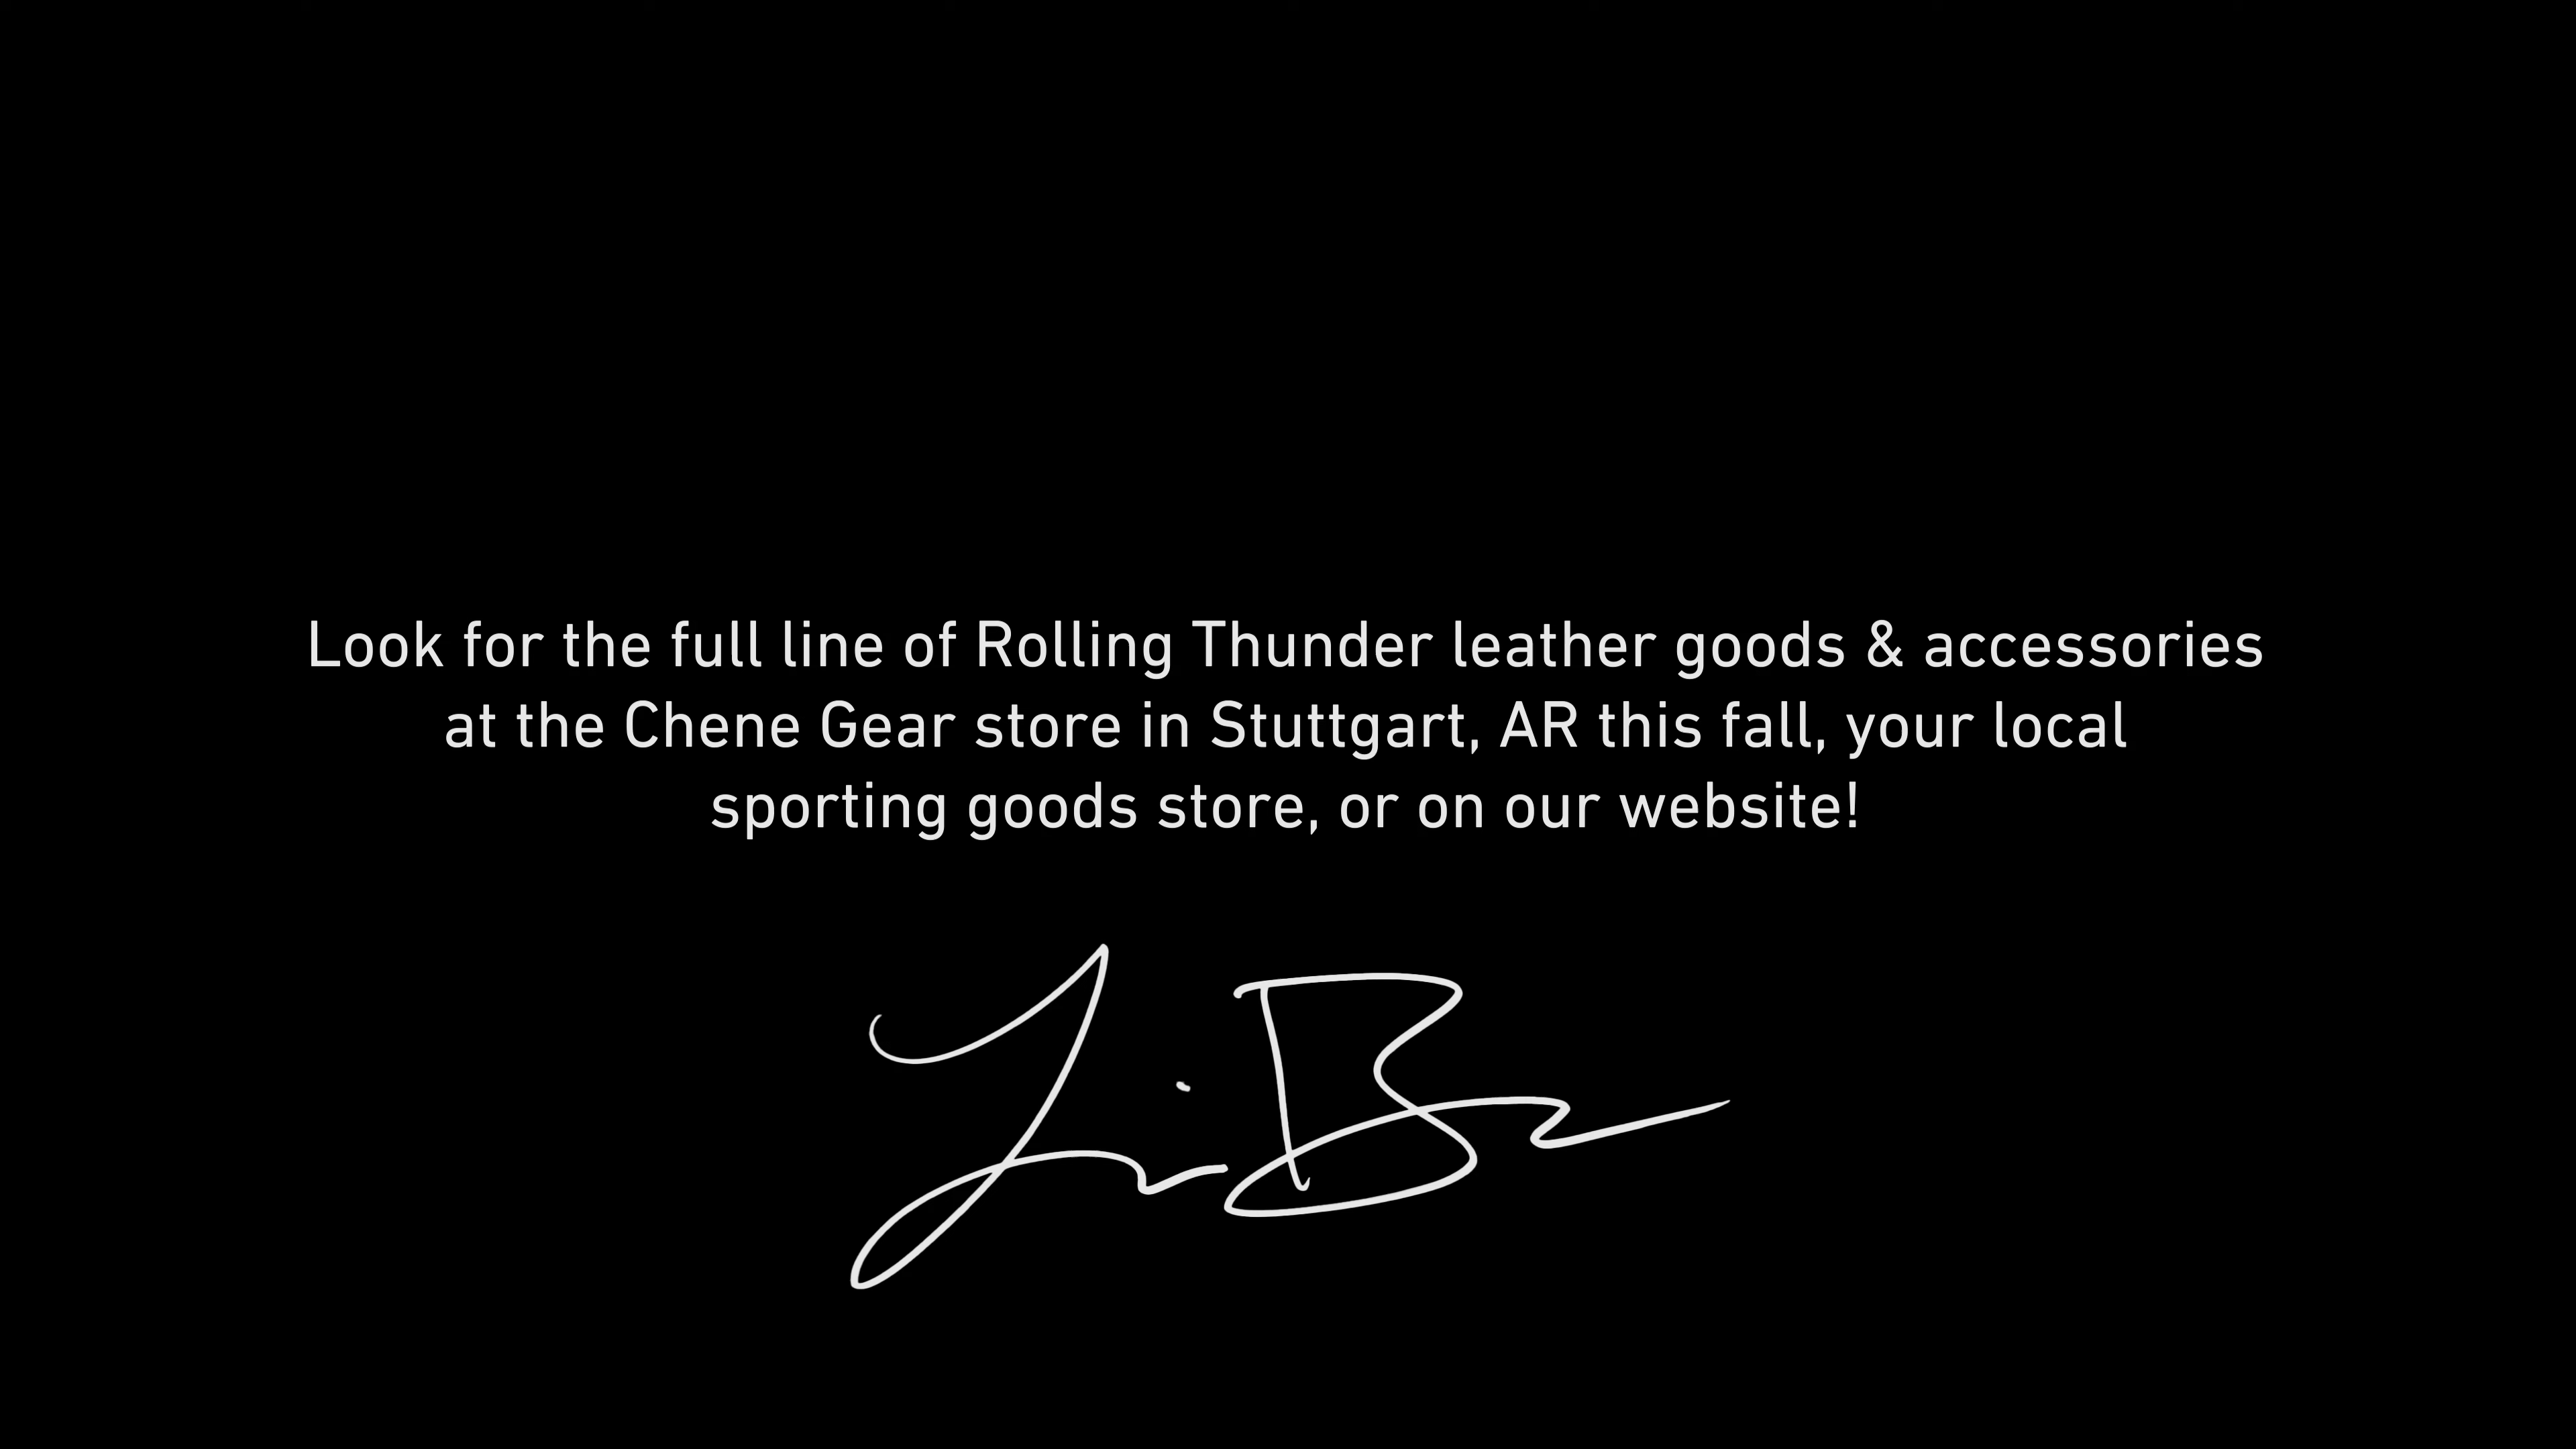 Look for the full line of Rolling Thunder leather goods & accessories
at the Chene Gear store in Stuttgart, AR this fall, your local
sporting goods store, or on our website!